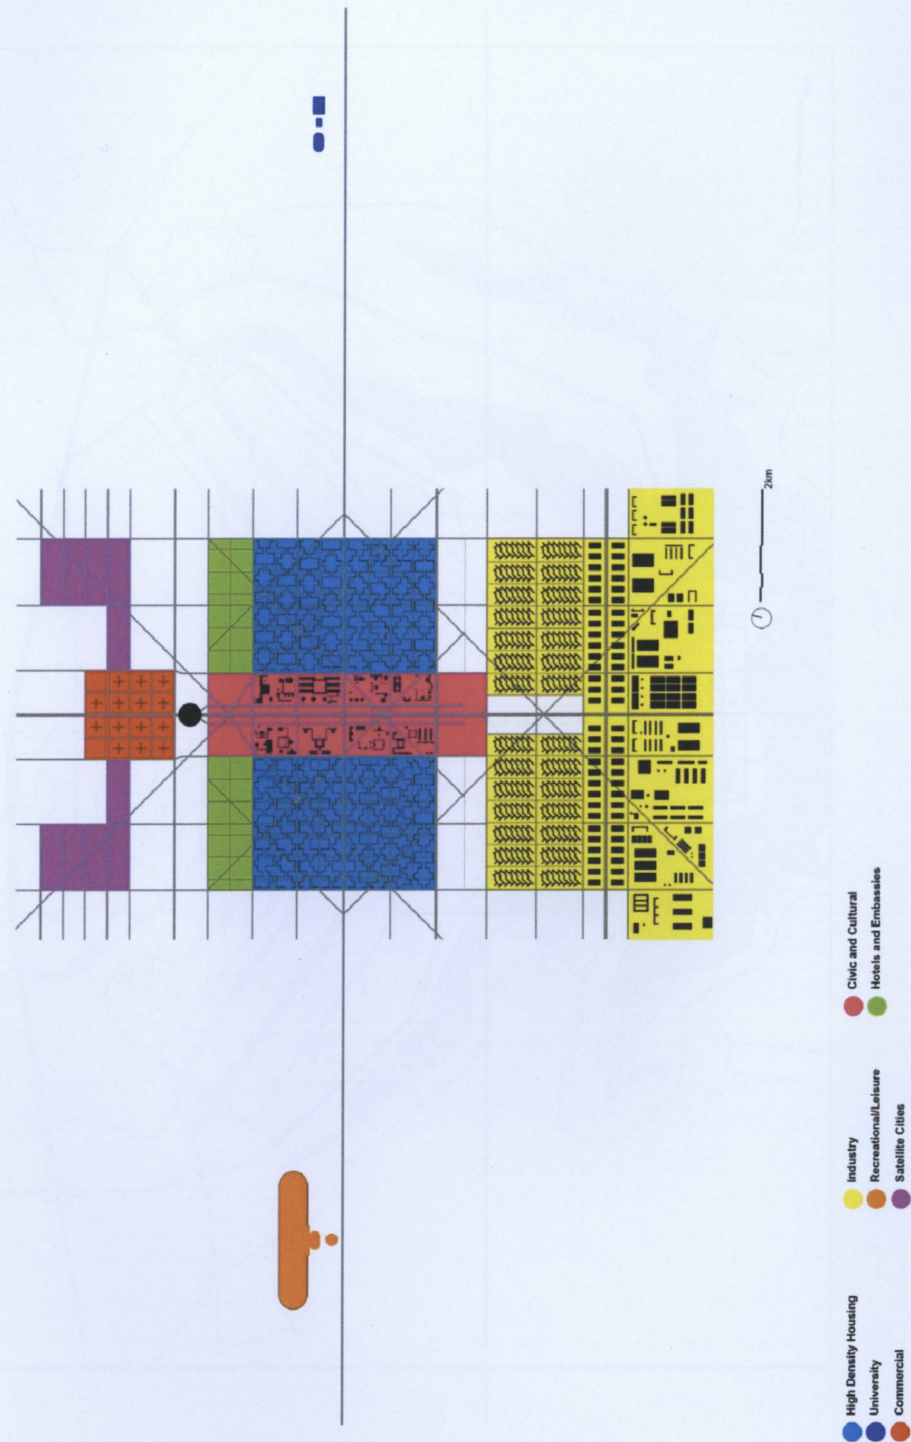 2km
High Density Housing
University
Commercial
Industry
Recreational/Leisure
Satellite Cities
Civic and Cultural
Hotels and Embassies